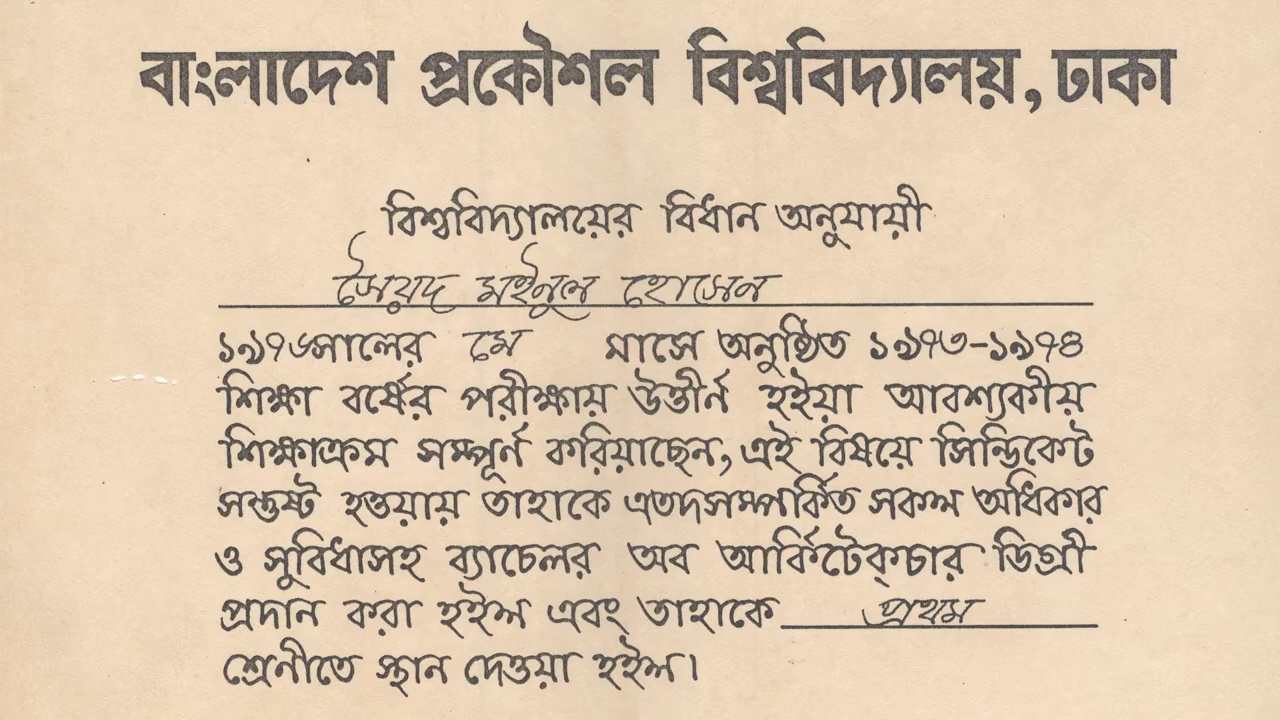 বাংলাদেশ প্রকৌশল বিশ্ববিদ্যালয়, ঢাকা
বিশ্ববিদ্যালয়ের বিধান অনুযায়ী
সৈয়দ মইনুল হোসেন
১৯৭৬সালের মে মাসে অনুষ্ঠিত ১৯৭৩-১৯৭৪
শিক্ষা বর্ষের পরীক্ষায় উত্তীর্ন হইয়া আবশ্যকীয়
শিক্ষাক্রম সম্পূর্ন করিয়াছেন, এই বিষয়ে সিন্ডিকেট
সন্তুষ্ট হওয়ায় তাহাকে এতদসম্পর্কিত সকল অধিকার
ও সুবিধাসহ ব্যাচেলর অব আর্কিটেক্‌চার ডিগ্রী
প্রদান করা হইল এবং তাহাকে প্রথম
শ্রেনীতে স্থান দেওয়া হইল।